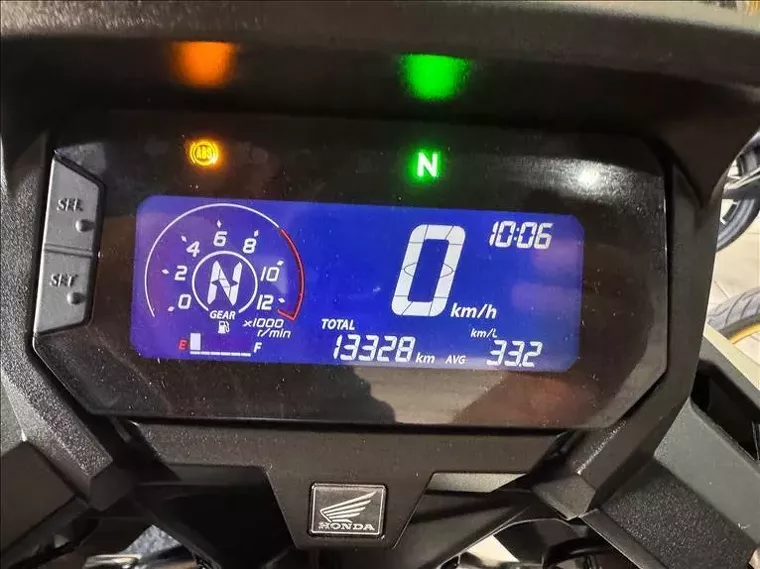 ABS
N
SEL
SET
0 2 4 6 8 10 12
N
GEAR
x1000
r/min
E F
0 km/h
10:06
TOTAL
13328 km
AVG
km/L
33.2
HONDA